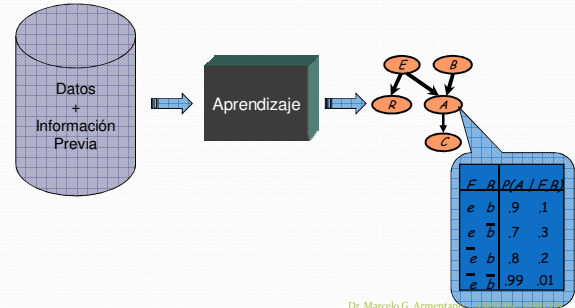 Datos
+
Información
Previa
Aprendizaje
E B
R A
C
E B P(A | E,B)
e b .9 .1
e b̅ .7 .3
e̅ b .8 .2
e̅ b̅ .99 .01
Dr. Marcelo G. Armentano